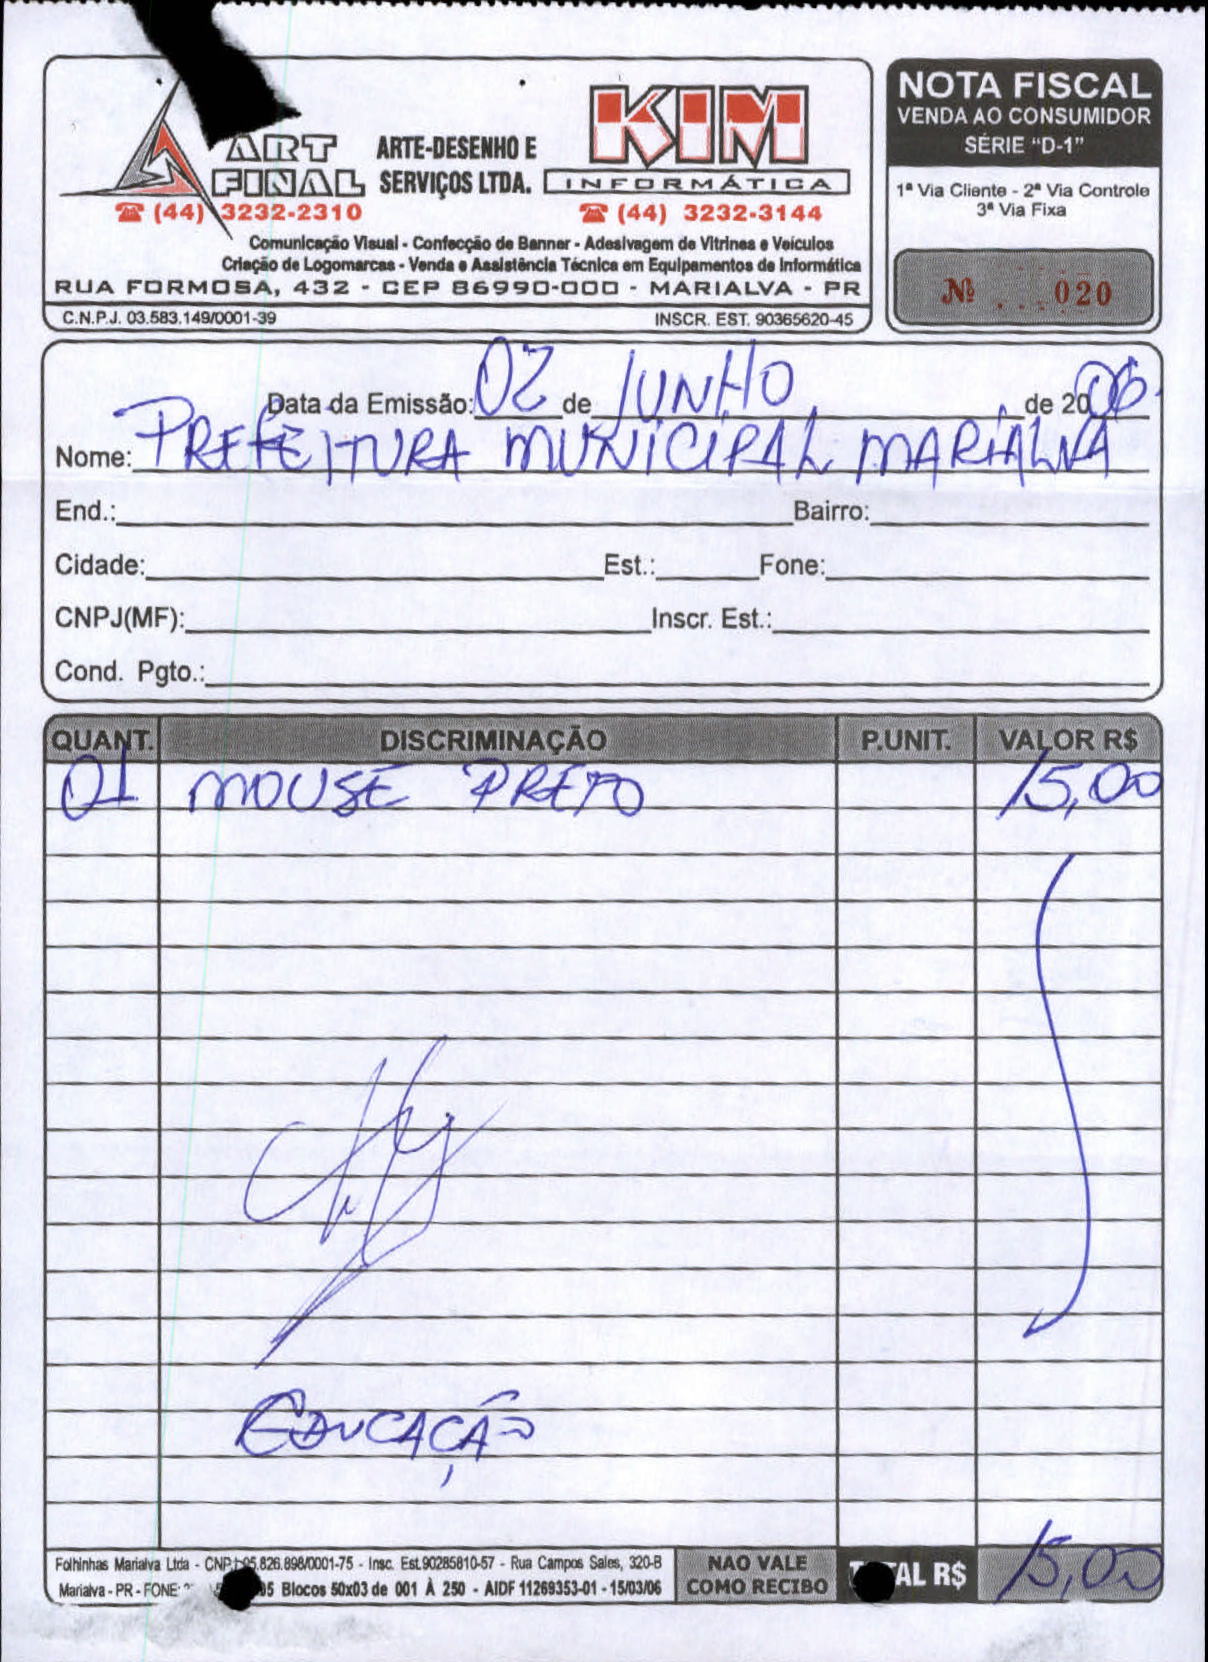 ART FINAL
ARTE-DESENHO E SERVIÇOS LTDA.
KIM
INFORMÁTICA
(44) 3232-2310
(44) 3232-3144
Comunicação Visual - Confecção de Banner - Adesivagem de Vitrines e Veículos
Criação de Logomarcas - Venda e Assistência Técnica em Equipamentos de Informática
RUA FORMOSA, 432 - CEP 86990-000 - MARIALVA - PR
C.N.P.J. 03.583.149/0001-39 INSCR. EST. 90365620-45
NOTA FISCAL
VENDA AO CONSUMIDOR
SÉRIE "D-1"
1ª Via Cliente - 2ª Via Controle
3ª Via Fixa
Nº ...020
Data da Emissão: 02 de JUNHO de 2006
Nome: PREFEITURA MUNICIPAL MARIALVA
End.: Bairro:
Cidade: Est.: Fone:
CNPJ(MF): Inscr. Est.:
Cond. Pgto.:
QUANT. DISCRIMINAÇÃO P.UNIT. VALOR R$
01 MOUSE PRETO 15,00
EDUCAÇÃO
Folhinhas Marialva Ltda - CNPJ 05.826.898/0001-75 - Insc. Est.90285810-57 - Rua Campos Sales, 320-B
Marialva - PR - FONE: 05 Blocos 50x03 de 001 À 250 - AIDF 11269353-01 - 15/03/06
NAO VALE
COMO RECIBO
TOTAL R$ 15,00